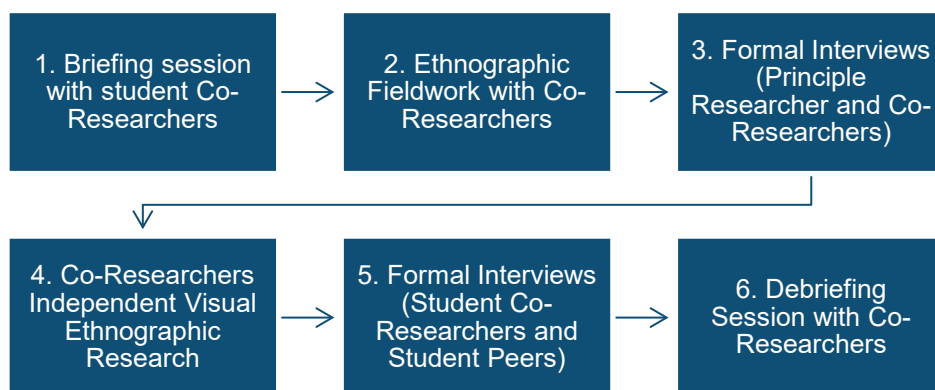 1. Briefing session
with student Co-
Researchers
2. Ethnographic
Fieldwork with Co-
Researchers
3. Formal Interviews
(Principle
Researcher and Co-
Researchers)
4. Co-Researchers
Independent Visual
Ethnographic
Research
5. Formal Interviews
(Student Co-
Researchers and
Student Peers)
6. Debriefing
Session with Co-
Researchers